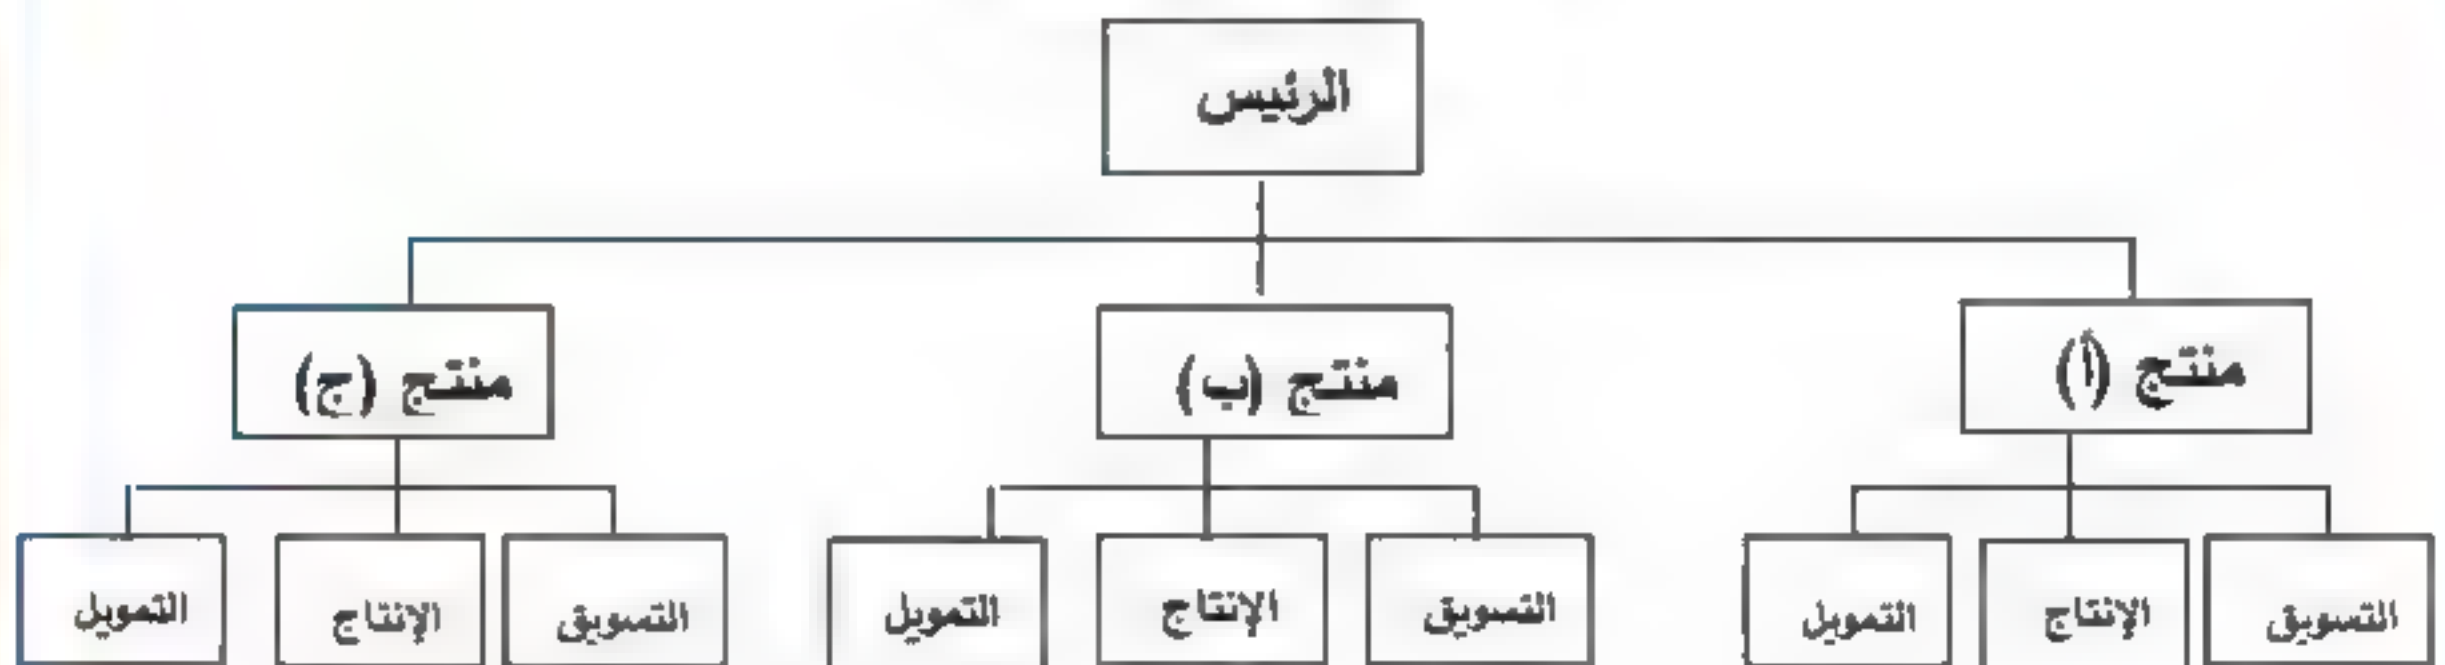 الرئيس
منتج (أ)
منتج (ب)
منتج (ج)
التسويق
الإنتاج
التمويل
التسويق
الإنتاج
التمويل
التسويق
الإنتاج
التمويل